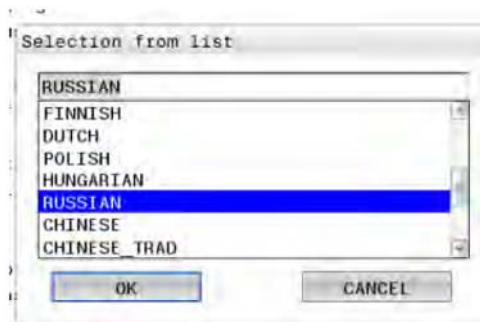 Selection from list
RUSSIAN
FINNISH
DUTCH
POLISH
HUNGARIAN
RUSSIAN
CHINESE
CHINESE_TRAD
OK
CANCEL